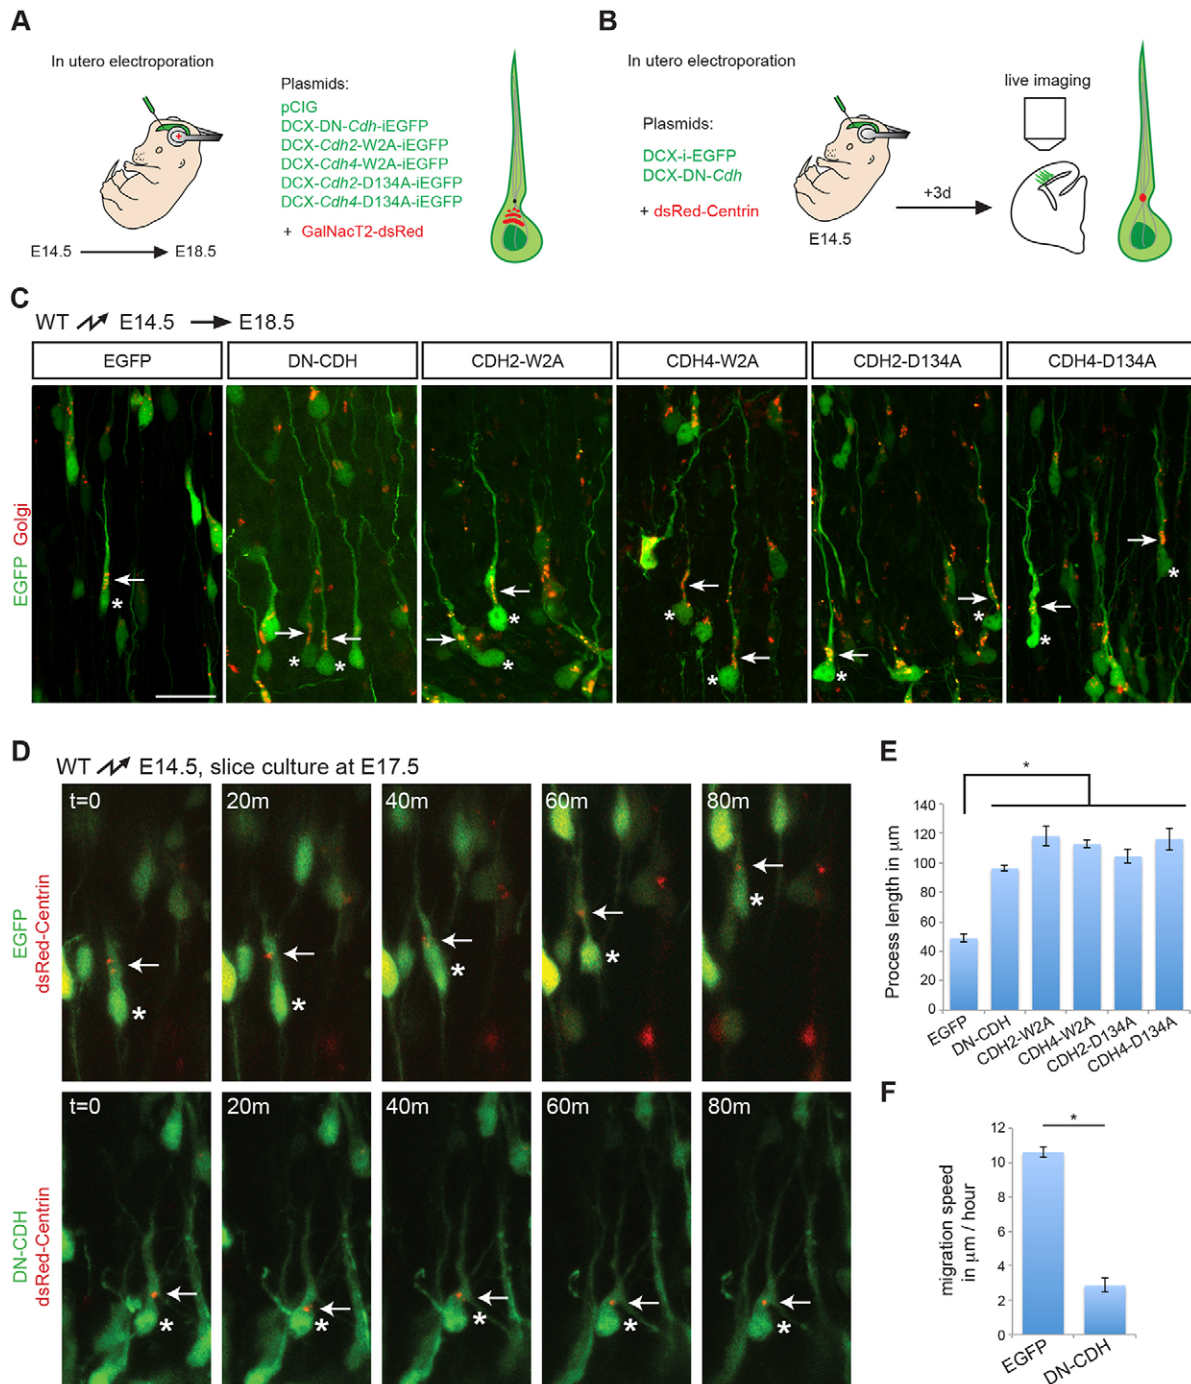 A
In utero electroporation
Plasmids:
pCIG
DCX-DN-Cdh-iEGFP
DCX-Cdh2-W2A-iEGFP
DCX-Cdh4-W2A-iEGFP
DCX-Cdh2-D134A-iEGFP
DCX-Cdh4-D134A-iEGFP
+ GalNacT2-dsRed
E14.5
E18.5
B
In utero electroporation
Plasmids:
DCX-i-EGFP
DCX-DN-Cdh
+ dsRed-Centrin
E14.5
+3d
live imaging
C
WT E14.5 E18.5
EGFP Golgi
EGFP
DN-CDH
CDH2-W2A
CDH4-W2A
CDH2-D134A
CDH4-D134A
*
* *
* *
* *
* *
* *
D
WT E14.5, slice culture at E17.5
EGFP
dsRed-Centrin
t=0
20m
40m
60m
80m
*
*
*
*
*
DN-CDH
dsRed-Centrin
t=0
20m
40m
60m
80m
*
*
*
*
*
E
*
Process length in μm
140
120
100
80
60
40
20
0
EGFP
DN-CDH
CDH2-W2A
CDH4-W2A
CDH2-D134A
CDH4-D134A
F
*
migration speed
in μm / hour
12
10
8
6
4
2
0
EGFP
DN-CDH